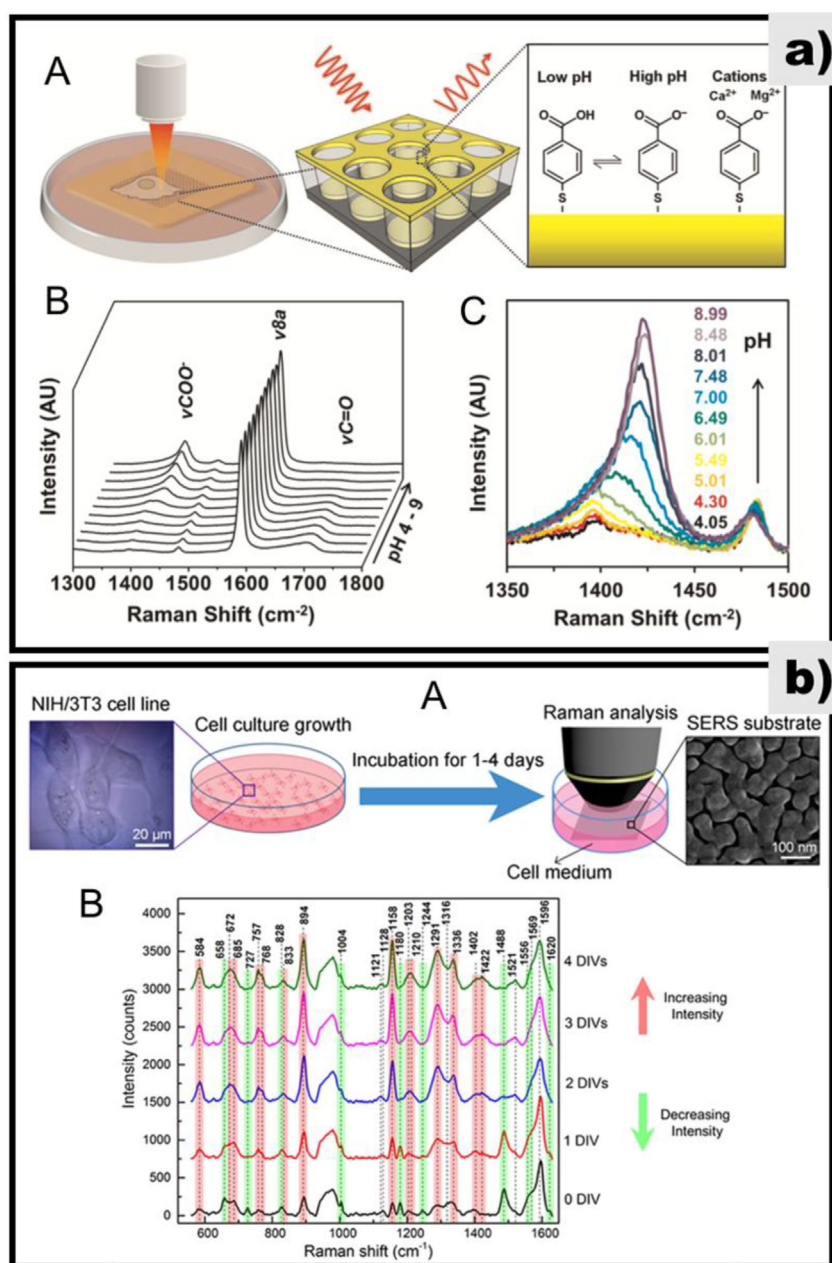 a)
A
Low pH
High pH
Cations
Ca²⁺ Mg²⁺
O OH
O O⁻
O O⁻
S
S
S
B
νCOO⁻
ν8a
νC=O
Intensity (AU)
pH 4 - 9
1300 1400 1500 1600 1700 1800
Raman Shift (cm⁻²)
C
8.99
8.48
8.01
7.48
7.00
6.49
6.01
5.49
5.01
4.30
4.05
pH
Intensity (AU)
1350 1400 1450 1500
Raman Shift (cm⁻²)
b)
A
NIH/3T3 cell line
20 µm
Cell culture growth
Incubation for 1-4 days
Raman analysis
Cell medium
SERS substrate
100 nm
B
584
658
672
685
727
757
768
828
833
894
1004
1121
1128
1158
1180
1203
1210
1244
1291
1316
1336
1402
1422
1488
1521
1556
1569
1596
1620
4000
3500
3000
2500
2000
1500
1000
500
0
Intensity (counts)
4 DIVs
3 DIVs
2 DIVs
1 DIV
0 DIV
Increasing
Intensity
Decreasing
Intensity
600 800 1000 1200 1400 1600
Raman shift (cm⁻¹)